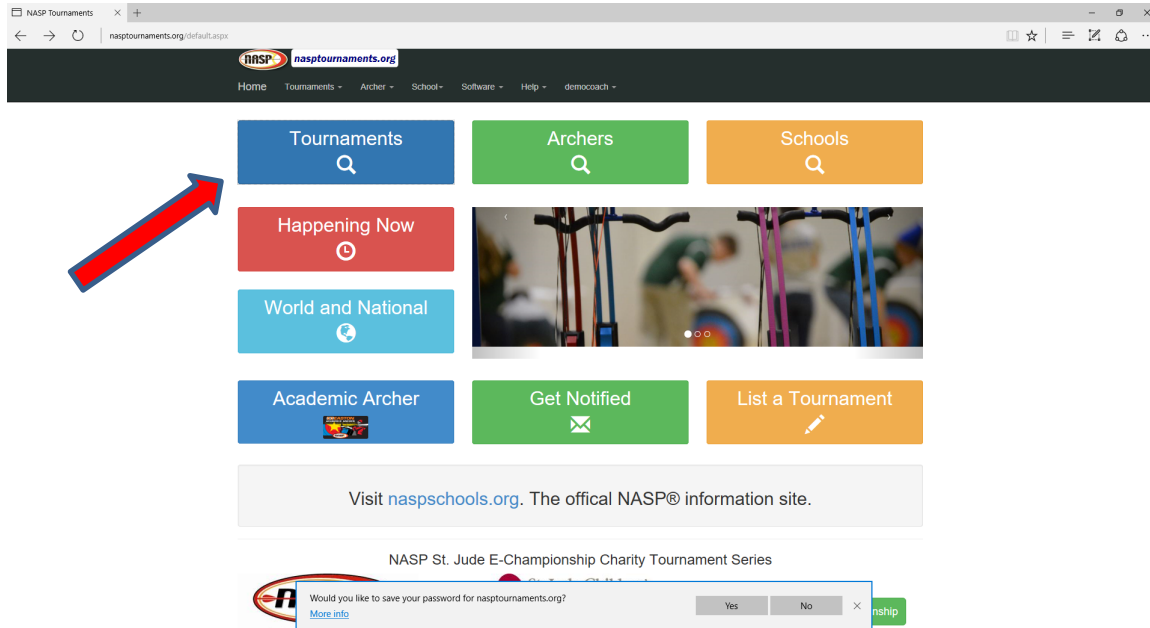 NASP Tournaments
nasptournaments.org/default.aspx
NASP nasptournaments.org
Home Tournaments Archer School Software Help democoach
Tournaments
Archers
Schools
Happening Now
World and National
Academic Archer
Get Notified
List a Tournament
Visit naspschools.org. The offical NASP® information site.
NASP St. Jude E-Championship Charity Tournament Series
Would you like to save your password for nasptournaments.org?
More info
Yes
No
nship